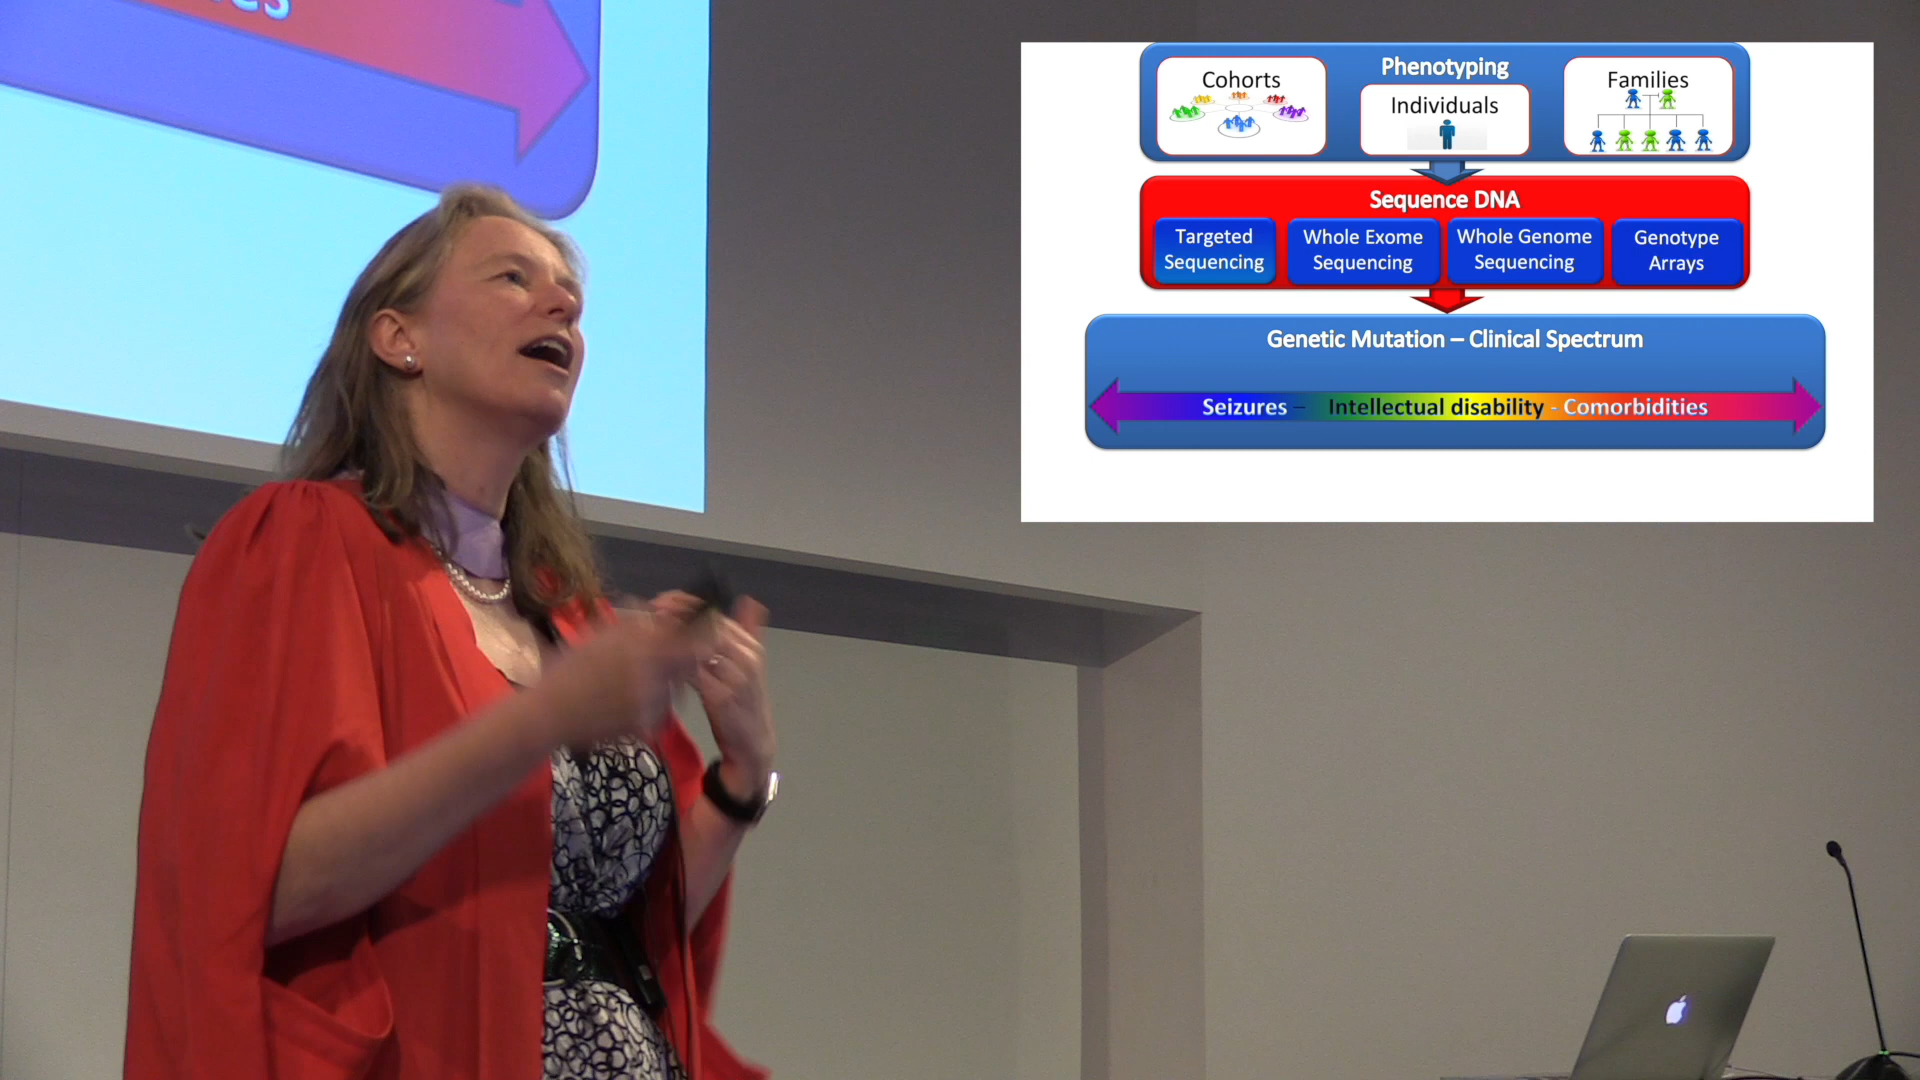 Phenotyping
Cohorts
Individuals
Families
Sequence DNA
Targeted
Sequencing
Whole Exome
Sequencing
Whole Genome
Sequencing
Genotype
Arrays
Genetic Mutation – Clinical Spectrum
Seizures – Intellectual disability - Comorbidities